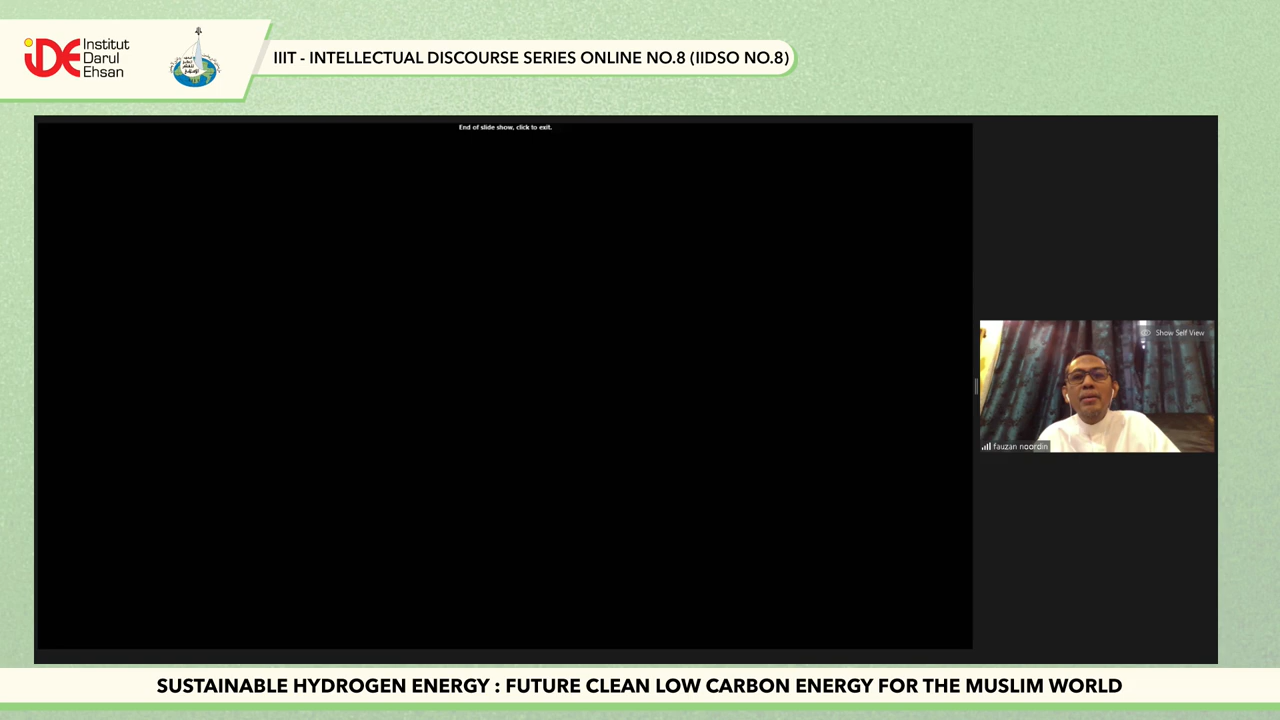 iDE Institut
Darul
Ehsan
IIIT - INTELLECTUAL DISCOURSE SERIES ONLINE NO.8 (IIDSO NO.8)
End of slide show, click to exit.
Show Self View
fauzan noordin
SUSTAINABLE HYDROGEN ENERGY : FUTURE CLEAN LOW CARBON ENERGY FOR THE MUSLIM WORLD